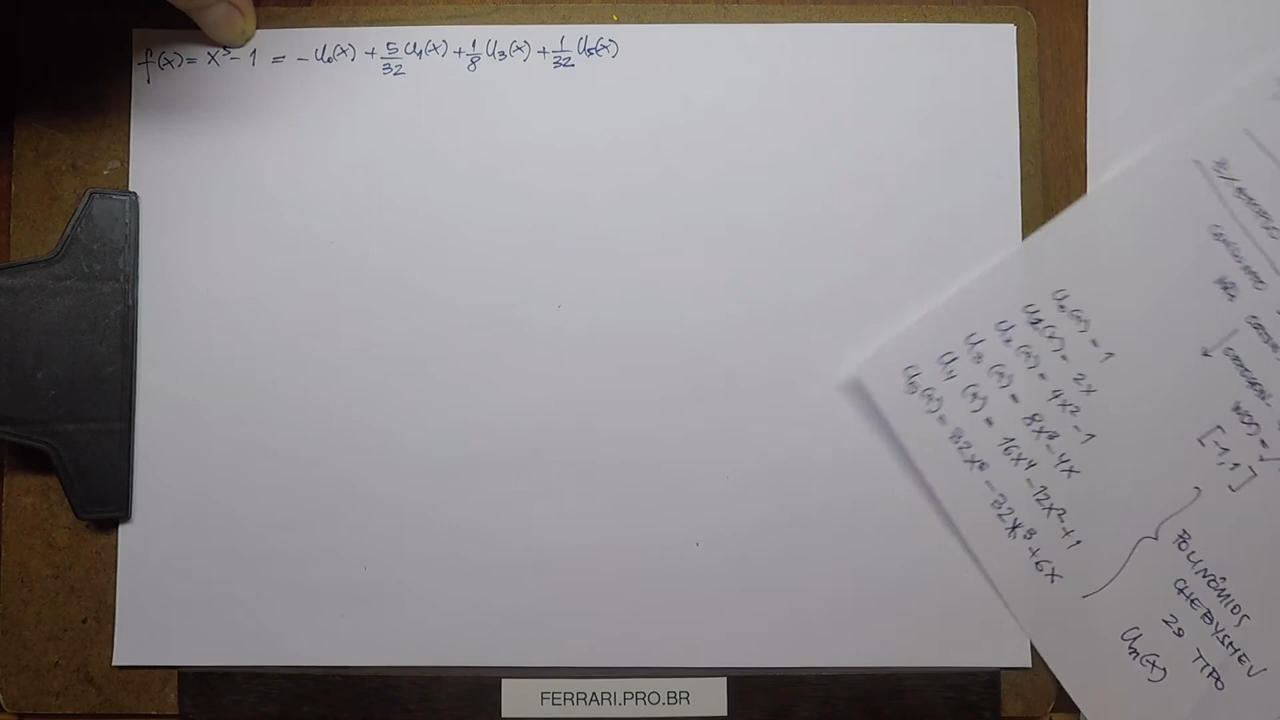 f(x) = x⁵ - 1 = - U₀(x) + 5/32 U₁(x) + 1/8 U₃(x) + 1/32 U₅(x)
U₀(x) = 1
U₁(x) = 2x
U₂(x) = 4x² - 1
U₃(x) = 8x³ - 4x
U₄(x) = 16x⁴ - 12x² + 1
U₅(x) = 32x⁵ - 32x³ + 6x
[-1,1]
POLINÔMIOS
CHEBYSHEV
2º TIPO
Uₙ(x)
FERRARI.PRO.BR